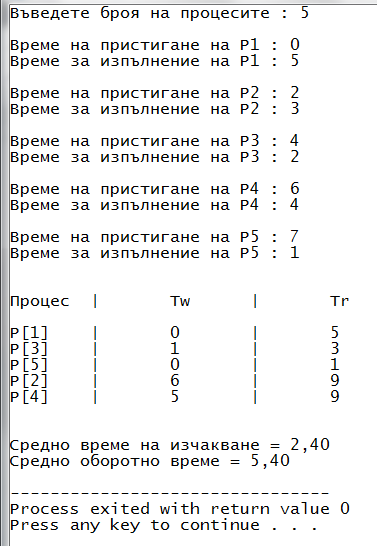 Въведете броя на процесите : 5
Време на пристигане на P1 : 0
Време за изпълнение на P1 : 5
Време на пристигане на P2 : 2
Време за изпълнение на P2 : 3
Време на пристигане на P3 : 4
Време за изпълнение на P3 : 2
Време на пристигане на P4 : 6
Време за изпълнение на P4 : 4
Време на пристигане на P5 : 7
Време за изпълнение на P5 : 1
Процес | Tw | Tr
P[1] | 0 | 5
P[3] | 1 | 3
P[5] | 0 | 1
P[2] | 6 | 9
P[4] | 5 | 9
Средно време на изчакване = 2,40
Средно оборотно време = 5,40
--------------------------------
Process exited with return value 0
Press any key to continue . . .